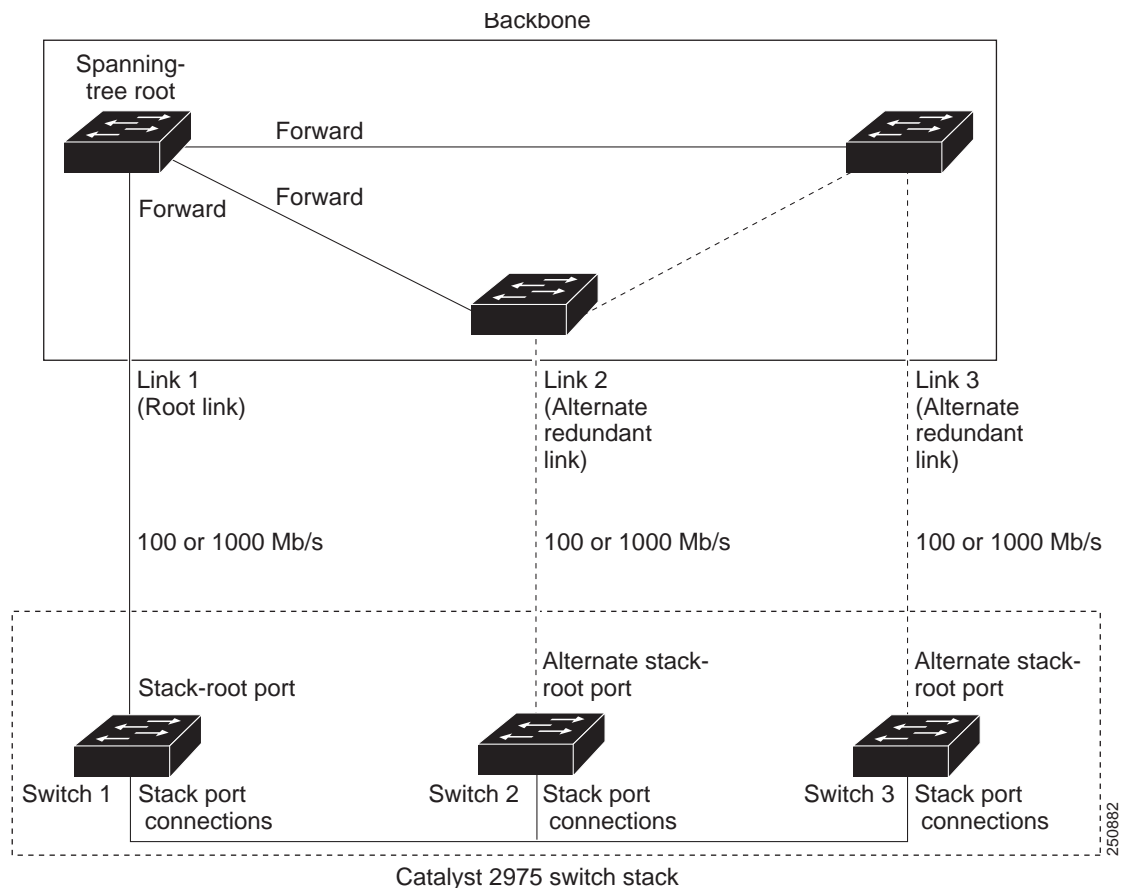 Backbone
Spanning-
tree root
Forward
Forward
Forward
Link 1
(Root link)
Link 2
(Alternate
redundant
link)
Link 3
(Alternate
redundant
link)
100 or 1000 Mb/s
100 or 1000 Mb/s
100 or 1000 Mb/s
Stack-root port
Alternate stack-
root port
Alternate stack-
root port
Switch 1
Stack port
connections
Switch 2
Stack port
connections
Switch 3
Stack port
connections
250882
Catalyst 2975 switch stack